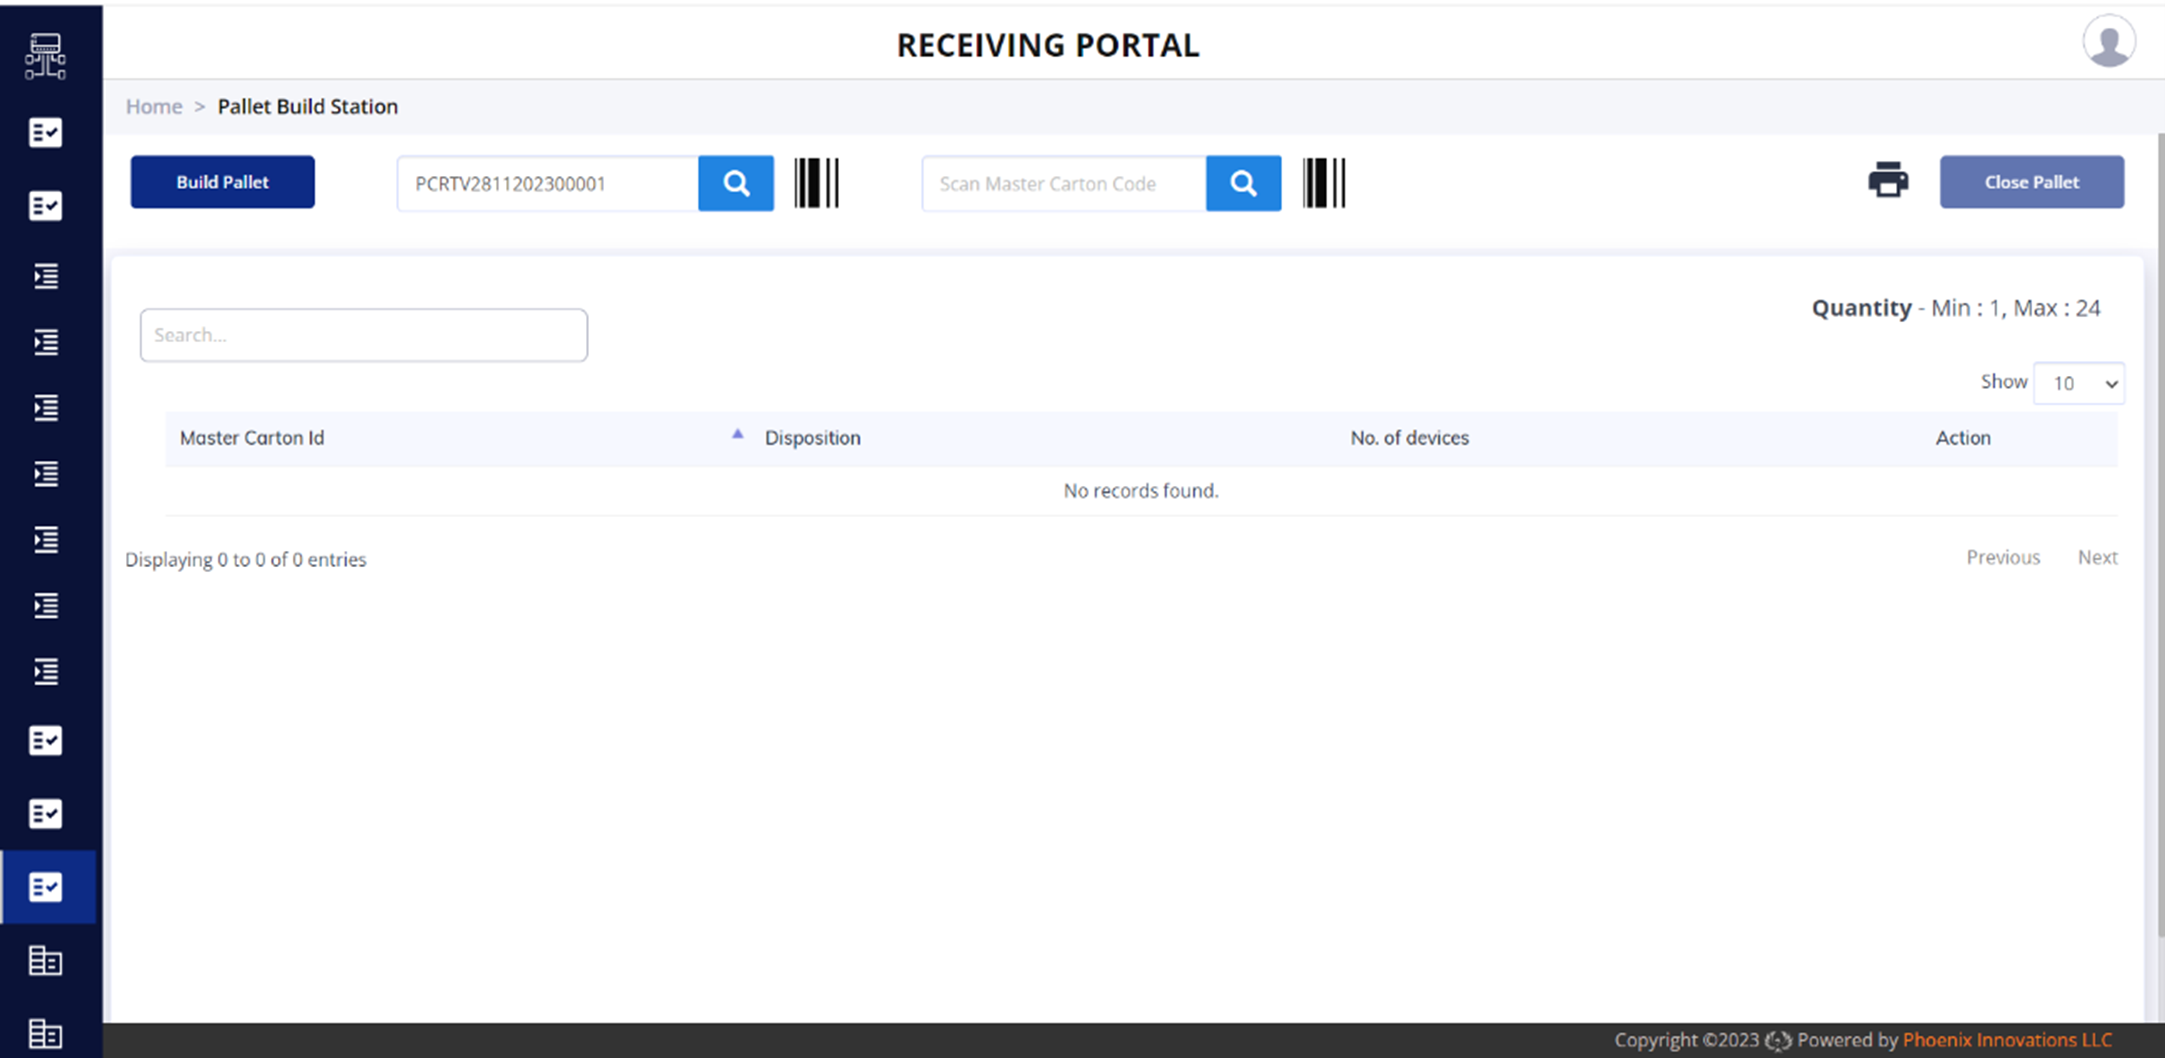 RECEIVING PORTAL
Home > Pallet Build Station
Build Pallet
PCRTV2811202300001
Scan Master Carton Code
Close Pallet
Search...
Quantity - Min : 1, Max : 24
Show 10
Master Carton Id Disposition No. of devices Action
No records found.
Displaying 0 to 0 of 0 entries
Previous Next
Copyright ©2023 Powered by Phoenix Innovations LLC